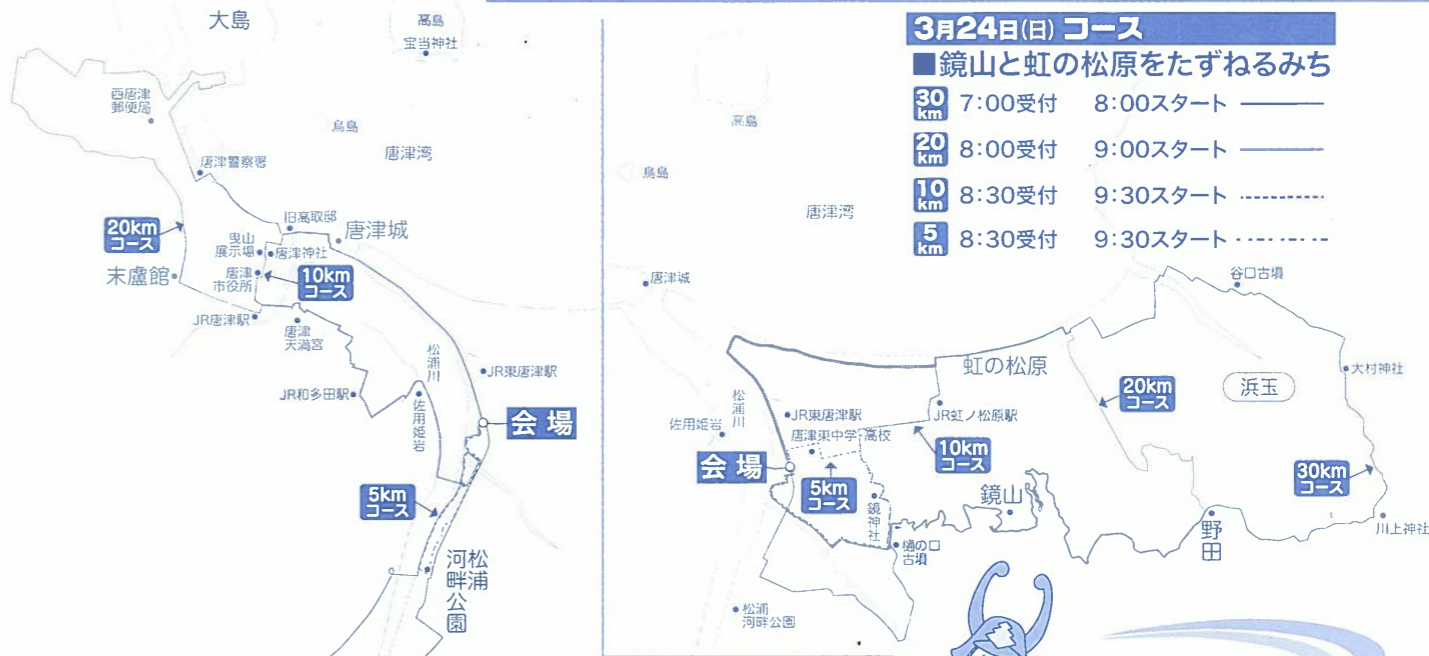 大島
高島
宝当神社
西唐津
郵便局
鳥島
唐津湾
唐津警察署
20km
コース
旧高取邸
唐津城
曳山
展示場
唐津神社
末盧館
唐津
市役所
10km
コース
JR唐津駅
唐津
天満宮
松浦川
JR東唐津駅
JR和多田駅
佐用姫岩
会場
5km
コース
松浦
河畔公園
3月24日(日) コース
■鏡山と虹の松原をたずねるみち
30km 7:00受付 8:00スタート
20km 8:00受付 9:00スタート
10km 8:30受付 9:30スタート
5km 8:30受付 9:30スタート
高島
鳥島
唐津湾
唐津城
谷口古墳
虹の松原
大村神社
浜玉
20km
コース
松浦川
JR虹ノ松原駅
JR東唐津駅
佐用姫岩
唐津東中学・高校
会場
10km
コース
5km
コース
30km
コース
鏡山
鏡神社
川上神社
野田
樋の口
古墳
松浦
河畔公園